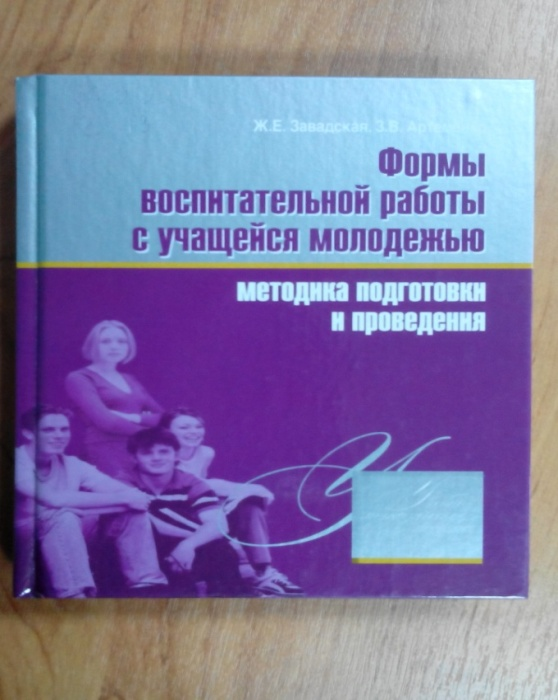 Ж.Е. Завадская, З.В.
Формы
воспитательной работы
с учащейся молодежью
методика подготовки
и проведения